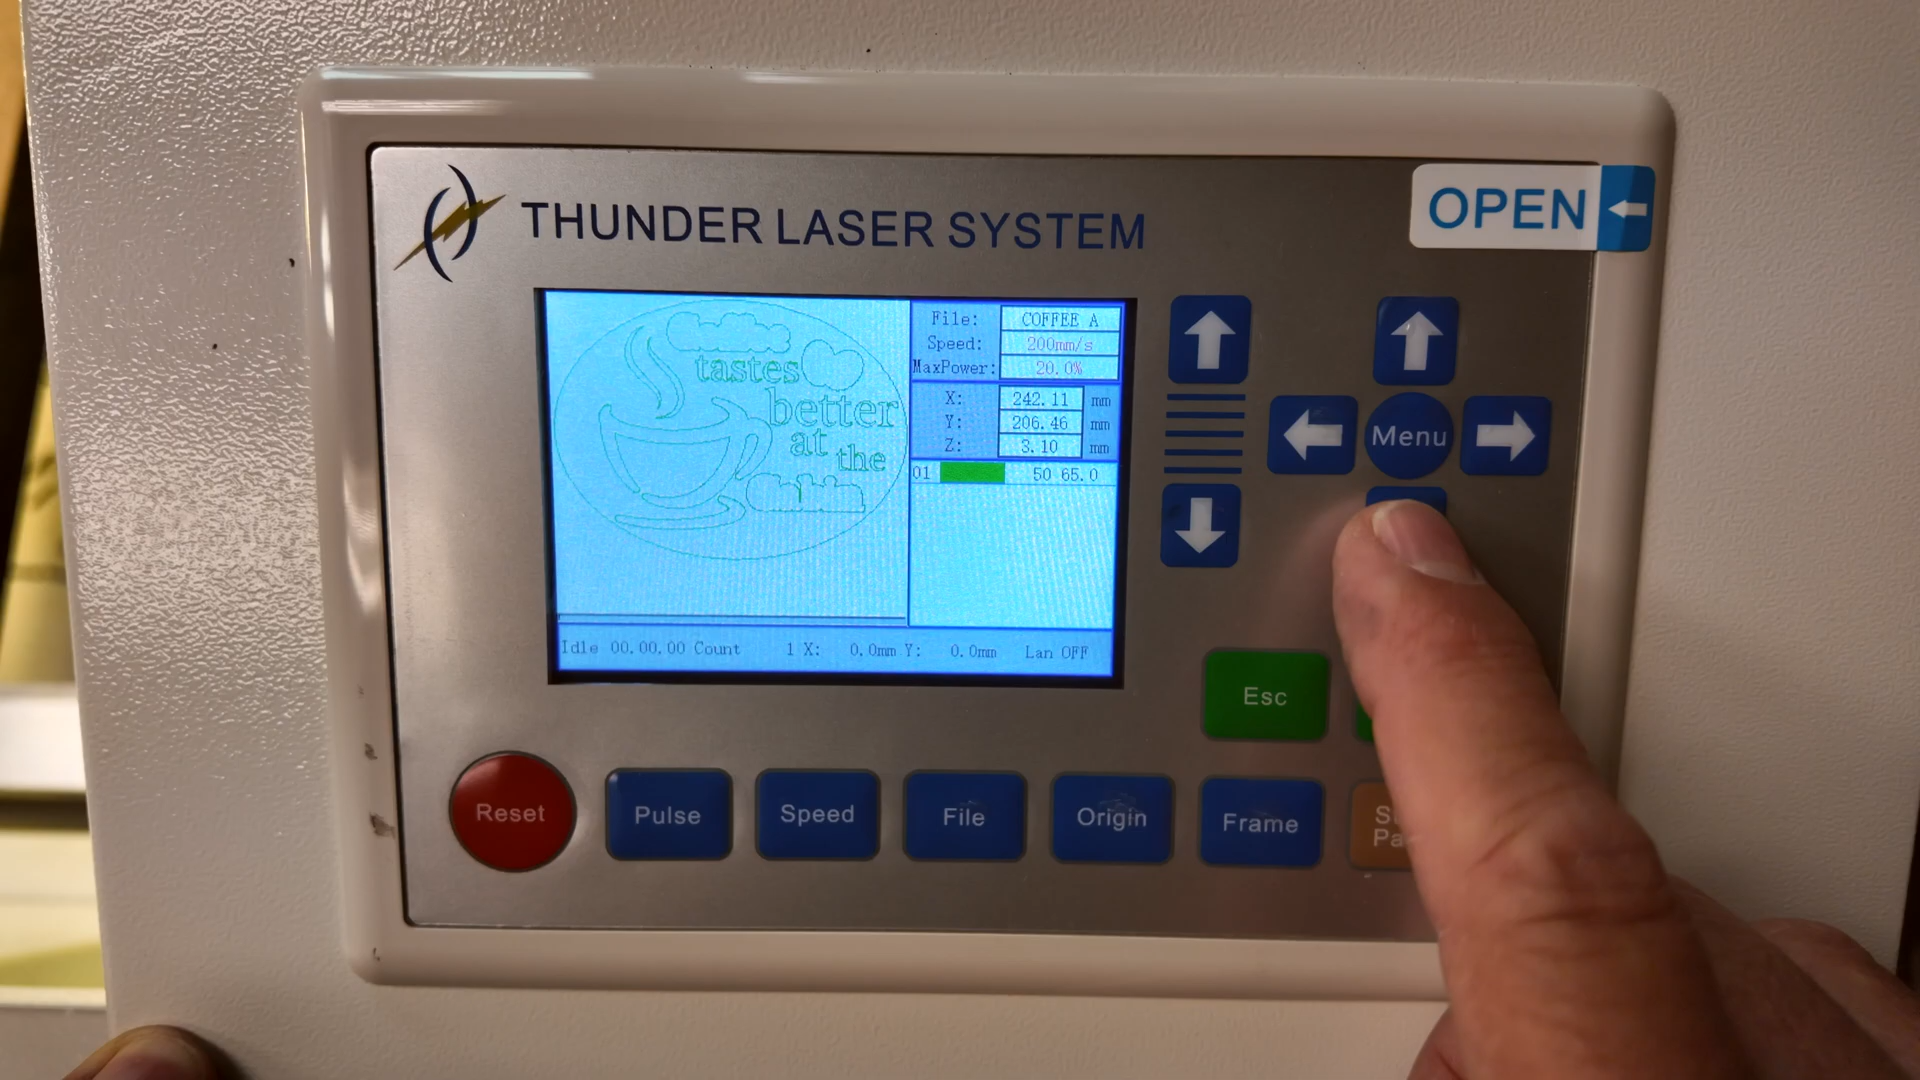 THUNDER LASER SYSTEM
OPEN
tastes
better
at
the
File: COFFEE A
Speed: 200mm/s
MaxPower: 20.0%
X: 242.11 mm
Y: 206.46 mm
Z: 3.10 mm
01 50 65.0
Idle 00.00.00 Count 1 X: 0.0mm Y: 0.0mm Lan OFF
Menu
Esc
Reset
Pulse
Speed
File
Origin
Frame